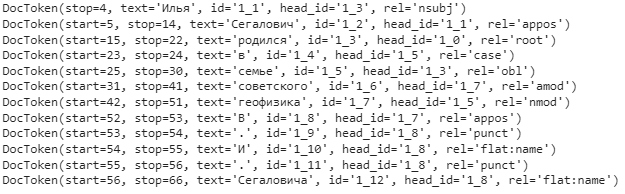 DocToken(stop=4, text='Илья', id='1_1', head_id='1_3', rel='nsubj')
DocToken(start=5, stop=14, text='Сегалович', id='1_2', head_id='1_1', rel='appos')
DocToken(start=15, stop=22, text='родился', id='1_3', head_id='1_0', rel='root')
DocToken(start=23, stop=24, text='в', id='1_4', head_id='1_5', rel='case')
DocToken(start=25, stop=30, text='семье', id='1_5', head_id='1_3', rel='obl')
DocToken(start=31, stop=41, text='советского', id='1_6', head_id='1_7', rel='amod')
DocToken(start=42, stop=51, text='геофизика', id='1_7', head_id='1_5', rel='nmod')
DocToken(start=52, stop=53, text='В', id='1_8', head_id='1_7', rel='appos')
DocToken(start=53, stop=54, text='.', id='1_9', head_id='1_8', rel='punct')
DocToken(start=54, stop=55, text='И', id='1_10', head_id='1_8', rel='flat:name')
DocToken(start=55, stop=56, text='.', id='1_11', head_id='1_8', rel='punct')
DocToken(start=56, stop=66, text='Сегаловича', id='1_12', head_id='1_8', rel='flat:name')